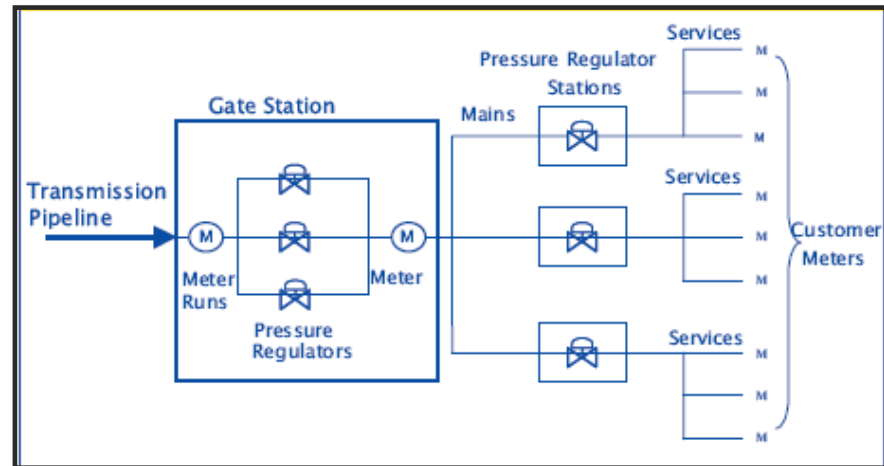 Services
M
Pressure Regulator
Stations
M
Gate Station
Mains
M
Transmission
Pipeline
Services
M
M
M
M
Customer
Meters
Meter
Runs
Meter
M
Pressure
Regulators
Services
M
M
M